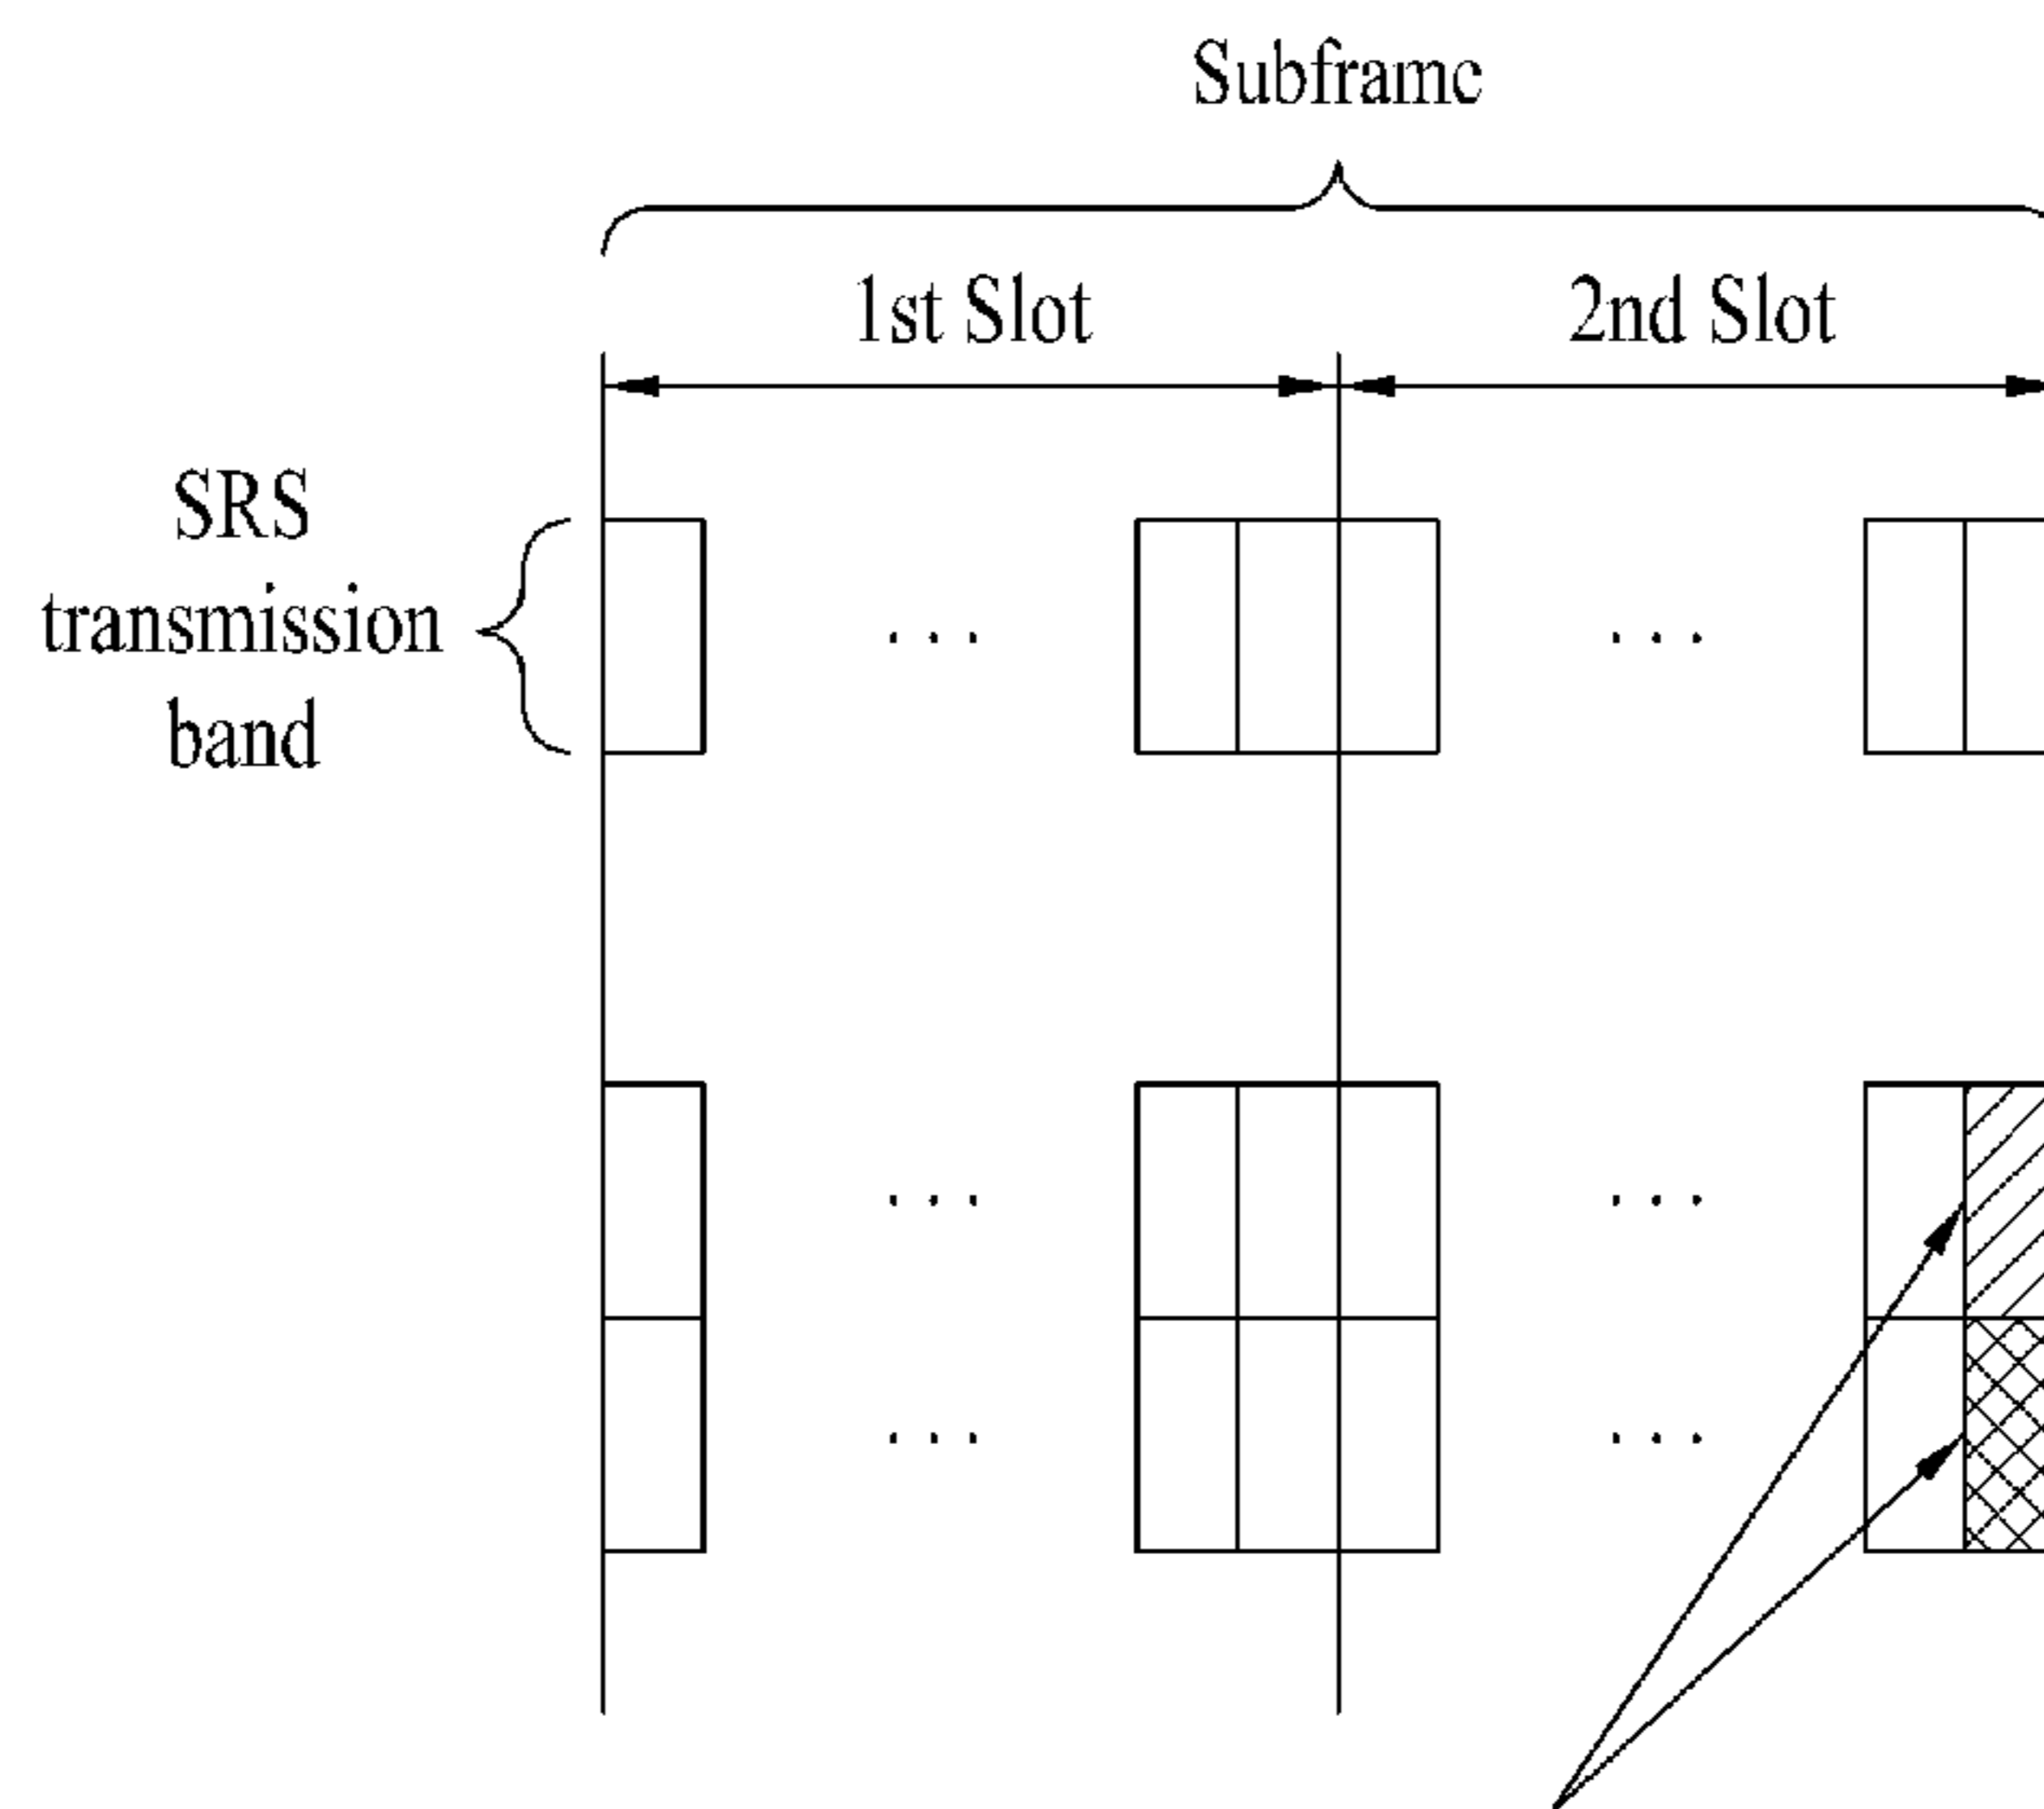 Subframe
1st Slot
2nd Slot
SRS
transmission
band